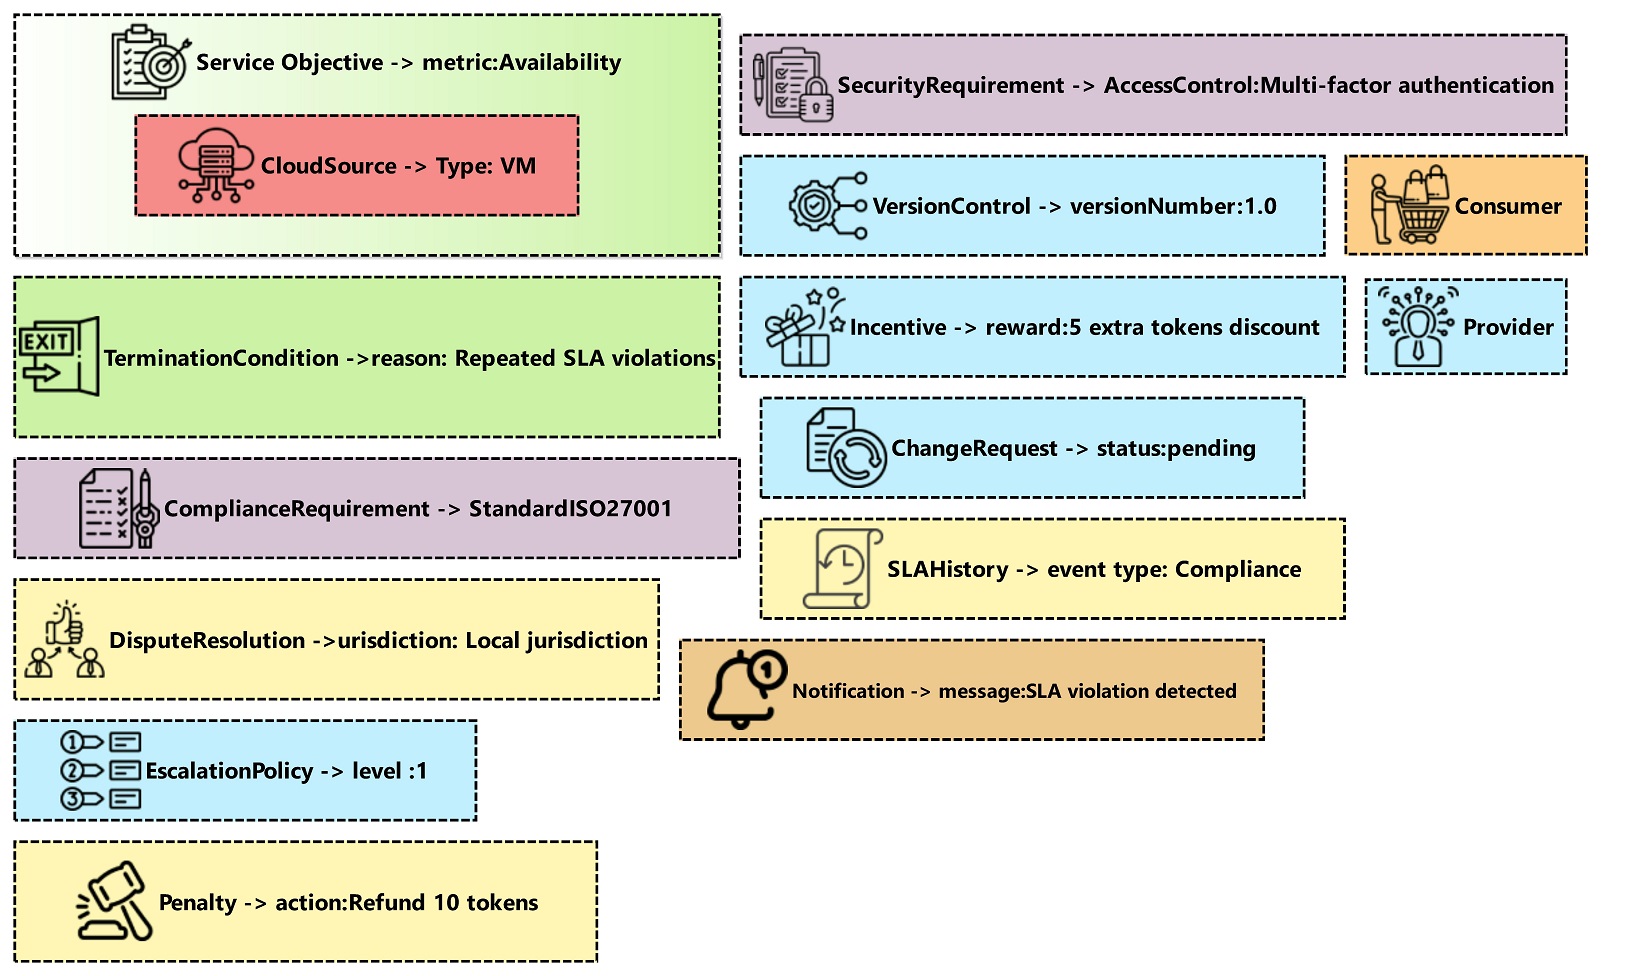 Service Objective -> metric:Availability
CloudSource -> Type: VM
EXIT
TerminationCondition ->reason: Repeated SLA violations
ComplianceRequirement -> StandardISO27001
DisputeResolution ->urisdiction: Local jurisdiction
1
2
3
EscalationPolicy -> level :1
Penalty -> action:Refund 10 tokens
SecurityRequirement -> AccessControl:Multi-factor authentication
VersionControl -> versionNumber:1.0
Consumer
Incentive -> reward:5 extra tokens discount
Provider
ChangeRequest -> status:pending
SLAHistory -> event type: Compliance
1
Notification -> message:SLA violation detected